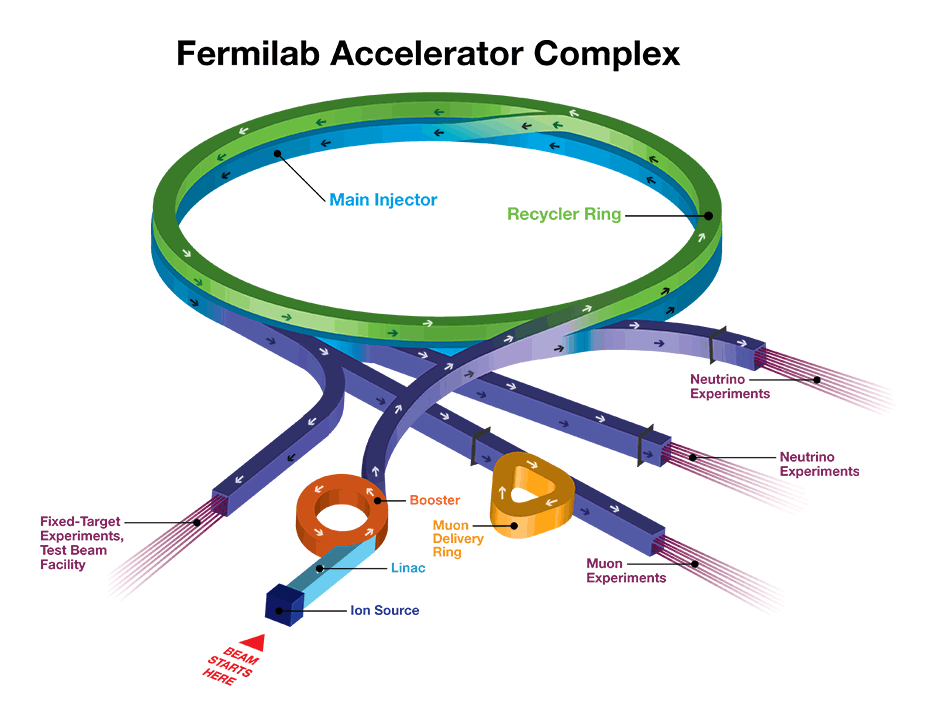 Fermilab Accelerator Complex
Main Injector
Recycler Ring
Neutrino
Experiments
Neutrino
Experiments
Booster
Muon
Delivery
Ring
Fixed-Target
Experiments,
Test Beam
Facility
Linac
Muon
Experiments
Ion Source
BEAM
STARTS
HERE